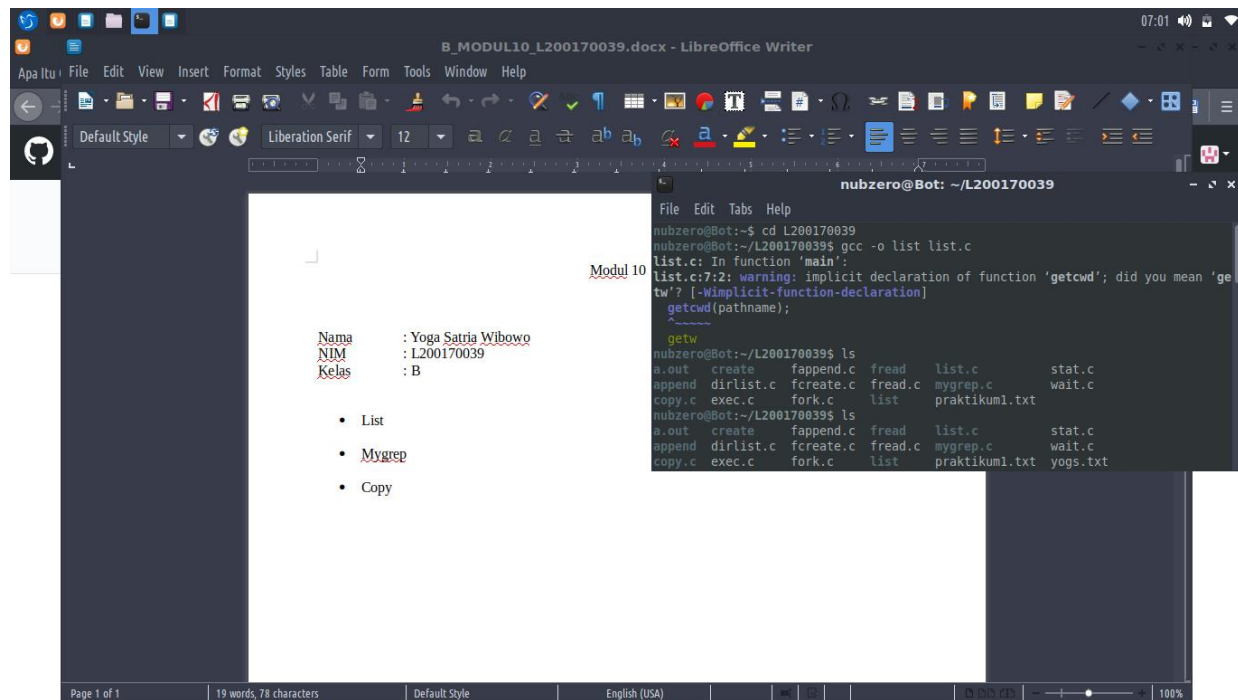 07:01
B_MODUL10_L200170039.docx - LibreOffice Writer
Apa Itu
File Edit View Insert Format Styles Table Form Tools Window Help
Default Style Liberation Serif 12
1 2 3 4 5 6 7
nubzero@Bot: ~/L200170039
File Edit Tabs Help
nubzero@Bot:~$ cd L200170039
nubzero@Bot:~/L200170039$ gcc -o list list.c
list.c: In function ‘main’:
list.c:7:2: warning: implicit declaration of function ‘getcwd’; did you mean ‘ge
tw’? [-Wimplicit-function-declaration]
getcwd(pathname);
^~~~~~
getw
nubzero@Bot:~/L200170039$ ls
a.out create fappend.c fread list.c stat.c
append dirlist.c fcreate.c fread.c mygrep.c wait.c
copy.c exec.c fork.c list praktikum1.txt
nubzero@Bot:~/L200170039$ ls
a.out create fappend.c fread list.c stat.c
append dirlist.c fcreate.c fread.c mygrep.c wait.c
copy.c exec.c fork.c list praktikum1.txt yogs.txt
Modul 10
Nama : Yoga Satria Wibowo
NIM : L200170039
Kelas : B
• List
• Mygrep
• Copy
Page 1 of 1 19 words, 78 characters Default Style English (USA) 100%